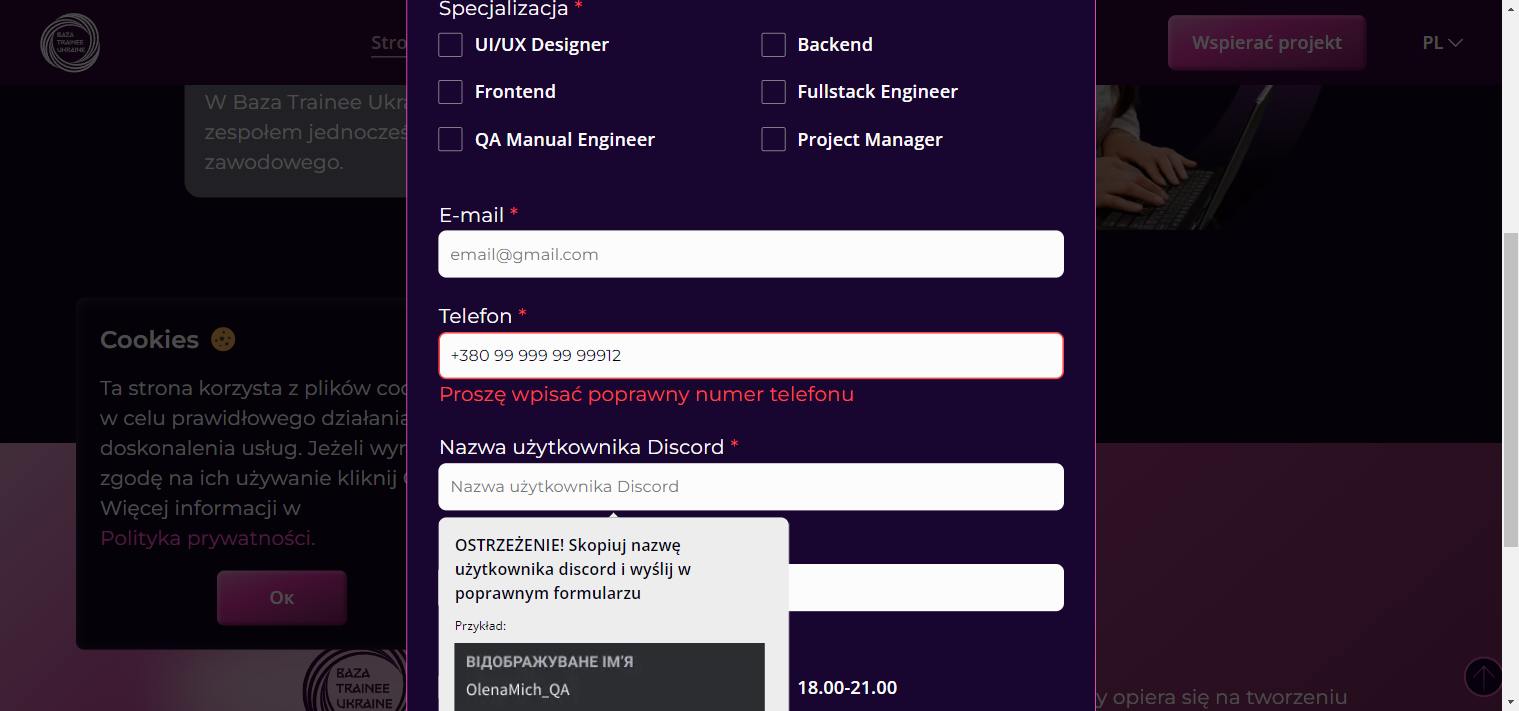 BAZA
TRAINEE
UKRAINE
Stro
Wspierać projekt
PL
W Baza Trainee Ukra
zespołem jednocześ
zawodowego.
Specjalizacja *
UI/UX Designer
Backend
Frontend
Fullstack Engineer
QA Manual Engineer
Project Manager
E-mail *
email@gmail.com
Telefon *
+380 99 999 99 99912
Proszę wpisać poprawny numer telefonu
Nazwa użytkownika Discord *
Nazwa użytkownika Discord
OSTRZEŻENIE! Skopiuj nazwę
użytkownika discord i wyślij w
poprawnym formularzu
Przykład:
ВІДОБРАЖУВАНЕ ІМ'Я
OlenaMich_QA
18.00-21.00
Cookies
Ta strona korzysta z plików coo
w celu prawidłowego działania
doskonalenia usług. Jeżeli wyr
zgodę na ich używanie kliknij
Więcej informacji w
Polityka prywatności.
Ок
BAZA
TRAINEE
UKRAINE
y opiera się na tworzeniu